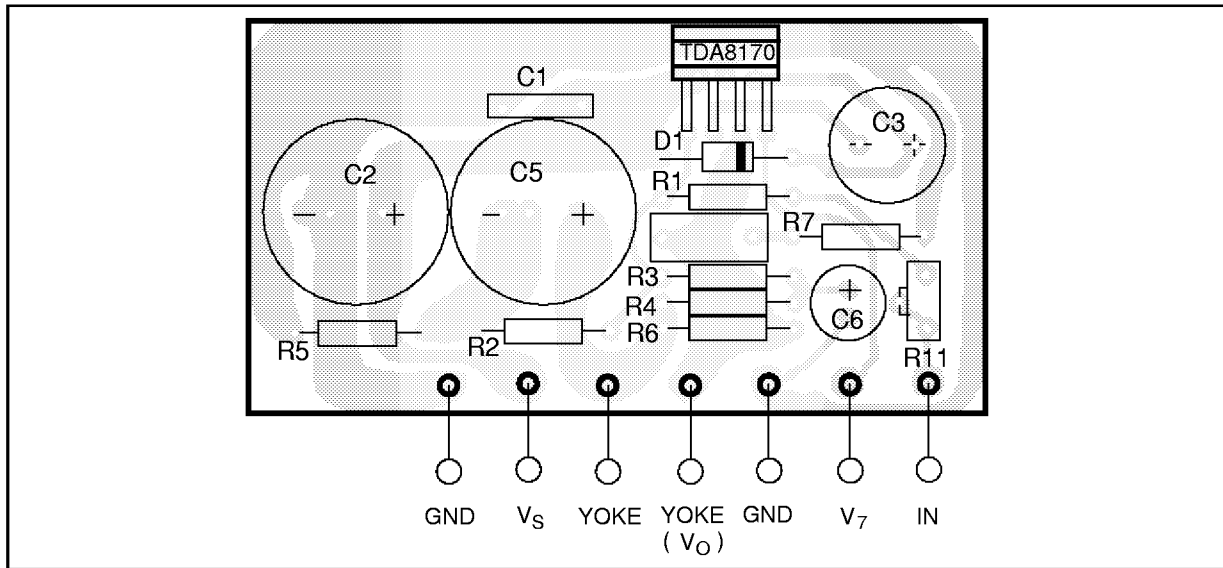 TDA8170
C1
C3
D1
C2
C5
R1
R7
R3
R4
C6
R6
R5
R2
R11
GND VS YOKE YOKE GND V7 IN
( VO )